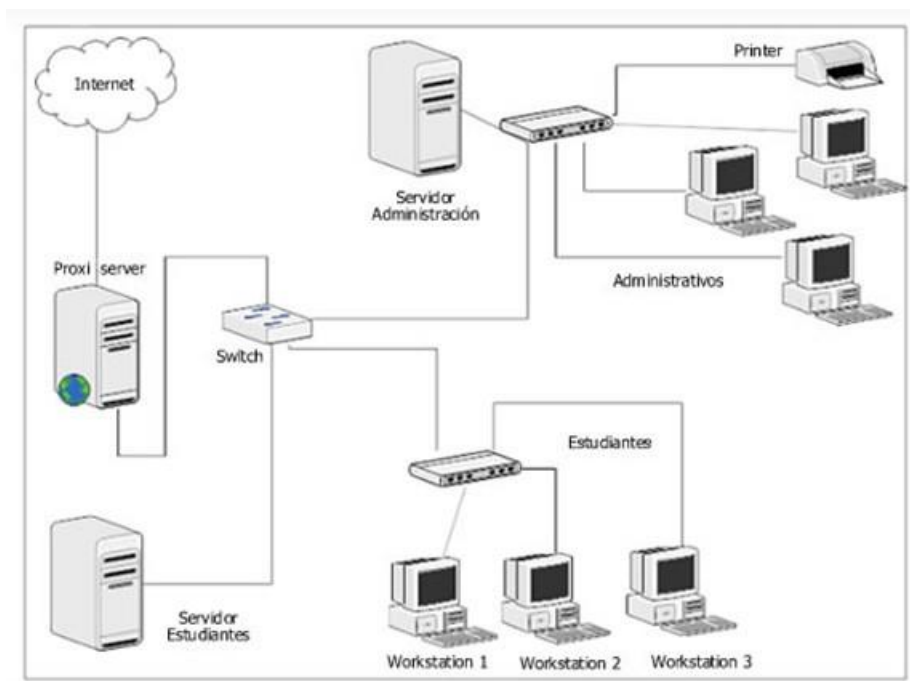 Internet
Printer
Servidor
Administración
Proxi server
Administrativos
Switch
Estudiantes
Servidor
Estudiantes
Workstation 1
Workstation 2
Workstation 3